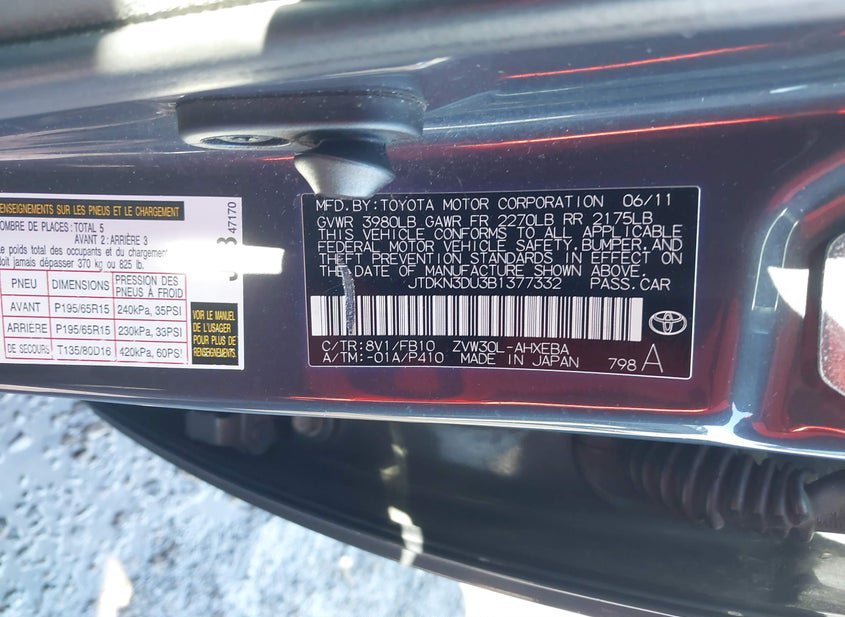 RENSEIGNEMENTS SUR LES PNEUS ET LE CHARGEMENT
NOMBRE DE PLACES: TOTAL 5
AVANT 2: ARRIÈRE 3
Le poids total des occupants et du chargement
doit jamais dépasser 370 kg ou 825 lb.
PNEU DIMENSIONS PRESSION DES PNEUS À FROID
AVANT P195/65R15 240kPa, 35PSI
ARRIÈRE P195/65R15 230kPa, 33PSI
DE SECOURS T135/80D16 420kPa, 60PSI
VOIR LE MANUEL
DE L'USAGER
POUR PLUS DE
RENSEIGNEMENTS
47170
MFD. BY: TOYOTA MOTOR CORPORATION 06/11
GVWR 3980LB GAWR FR 2270LB RR 2175LB
THIS VEHICLE CONFORMS TO ALL APPLICABLE
FEDERAL MOTOR VEHICLE SAFETY, BUMPER, AND
THEFT PREVENTION STANDARDS IN EFFECT ON
THE DATE OF MANUFACTURE SHOWN ABOVE.
JTDKN3DU3B1377332 PASS.CAR
C/TR: 8V1/FB10 ZVW30L-AHXEBA
A/TM: -01A/P410 MADE IN JAPAN 798 A